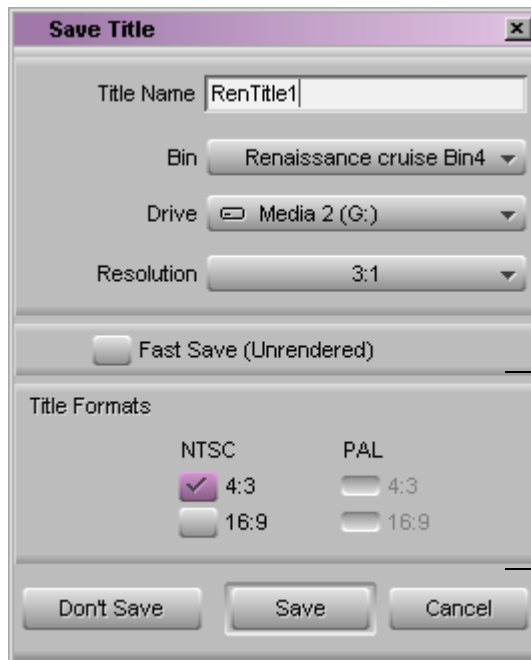 Save Title
Title Name RenTitle1
Bin Renaissance cruise Bin4
Drive Media 2 (G:)
Resolution 3:1
Fast Save (Unrendered)
Title Formats
NTSC PAL
4:3 4:3
16:9 16:9
Don't Save Save Cancel